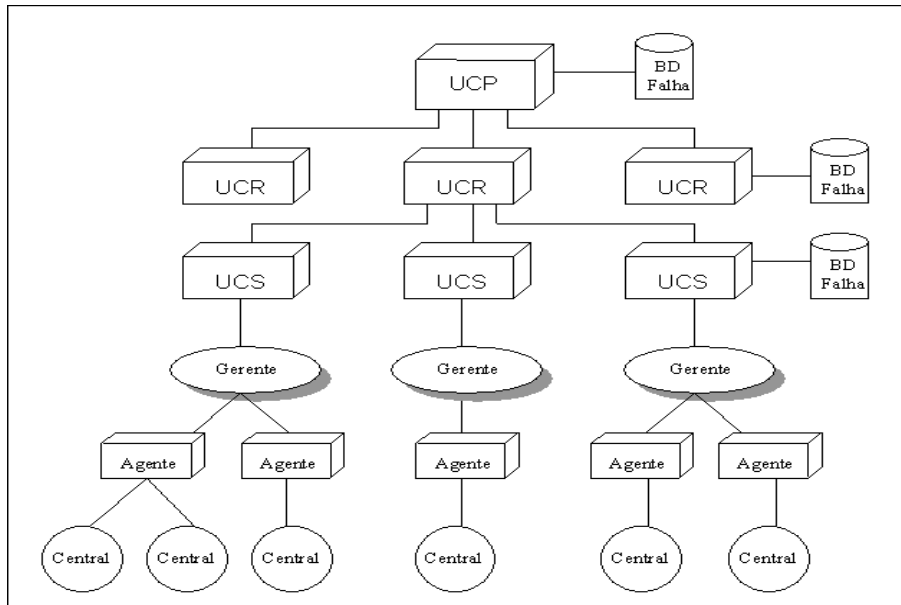 UCP
BD
Falha
UCR
UCR
UCR
BD
Falha
UCS
UCS
UCS
BD
Falha
Gerente
Gerente
Gerente
Agente
Agente
Agente
Agente
Agente
Central
Central
Central
Central
Central
Central